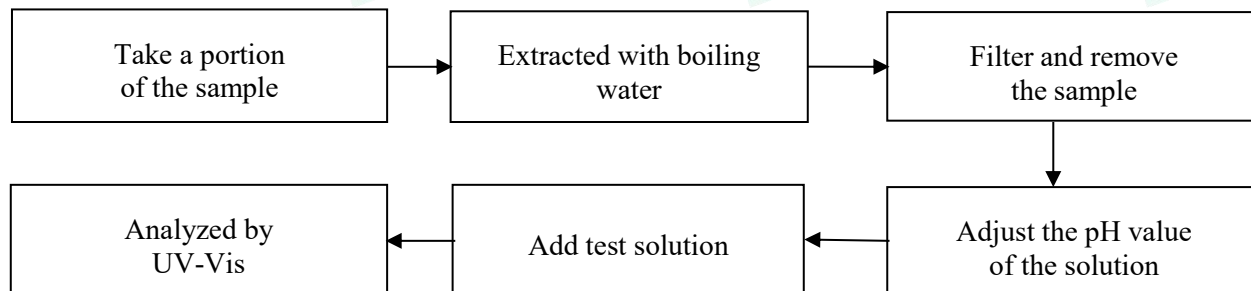 Take a portion
of the sample
Extracted with boiling
water
Filter and remove
the sample
Adjust the pH value
of the solution
Add test solution
Analyzed by
UV-Vis